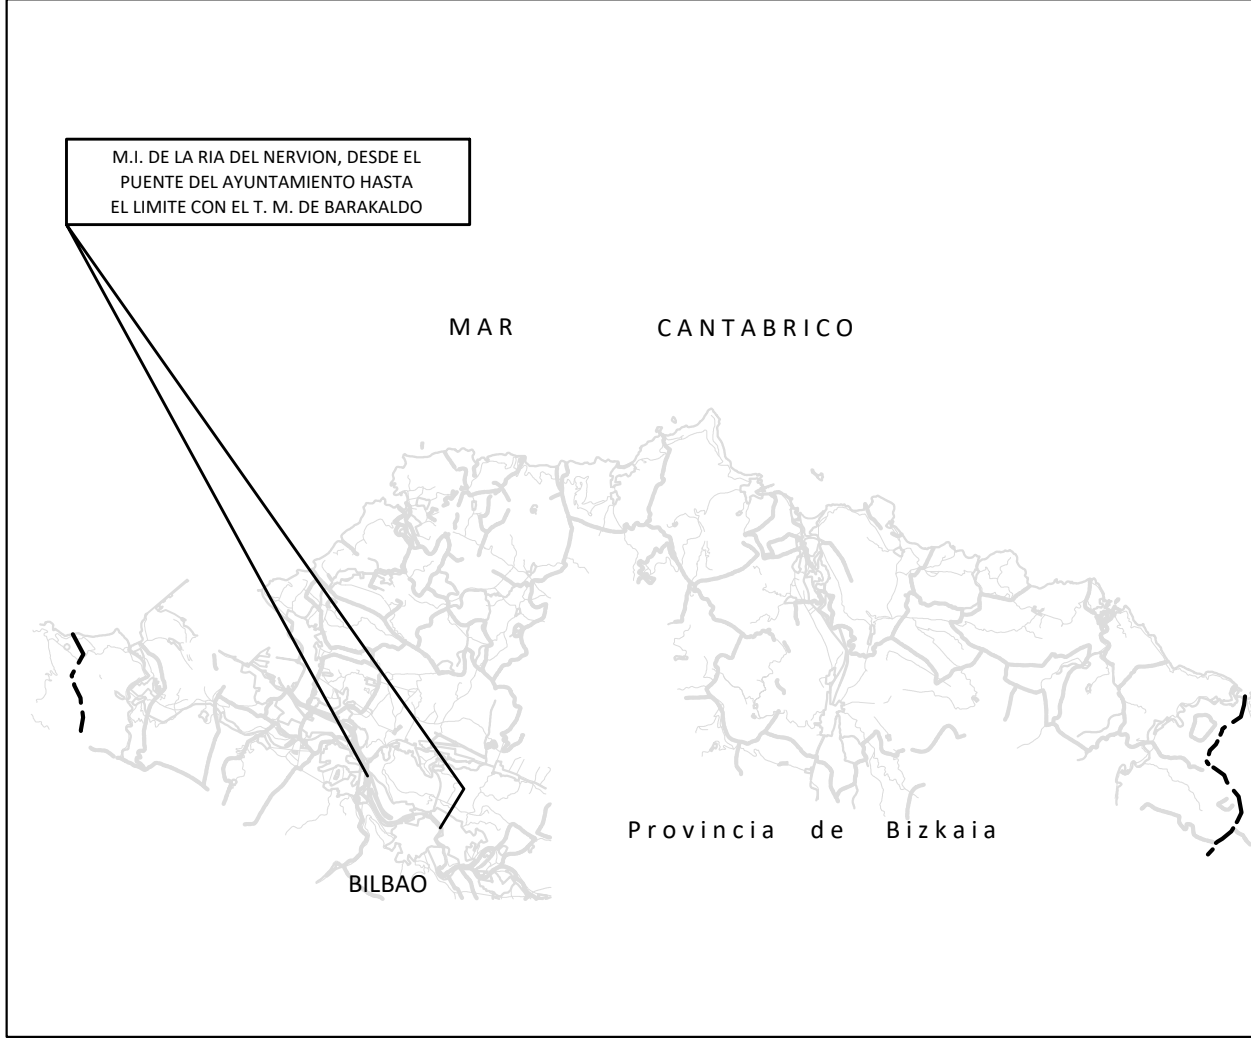 M.I. DE LA RIA DEL NERVION, DESDE EL
PUENTE DEL AYUNTAMIENTO HASTA
EL LIMITE CON EL T. M. DE BARAKALDO
MAR CANTABRICO
Provincia de Bizkaia
BILBAO